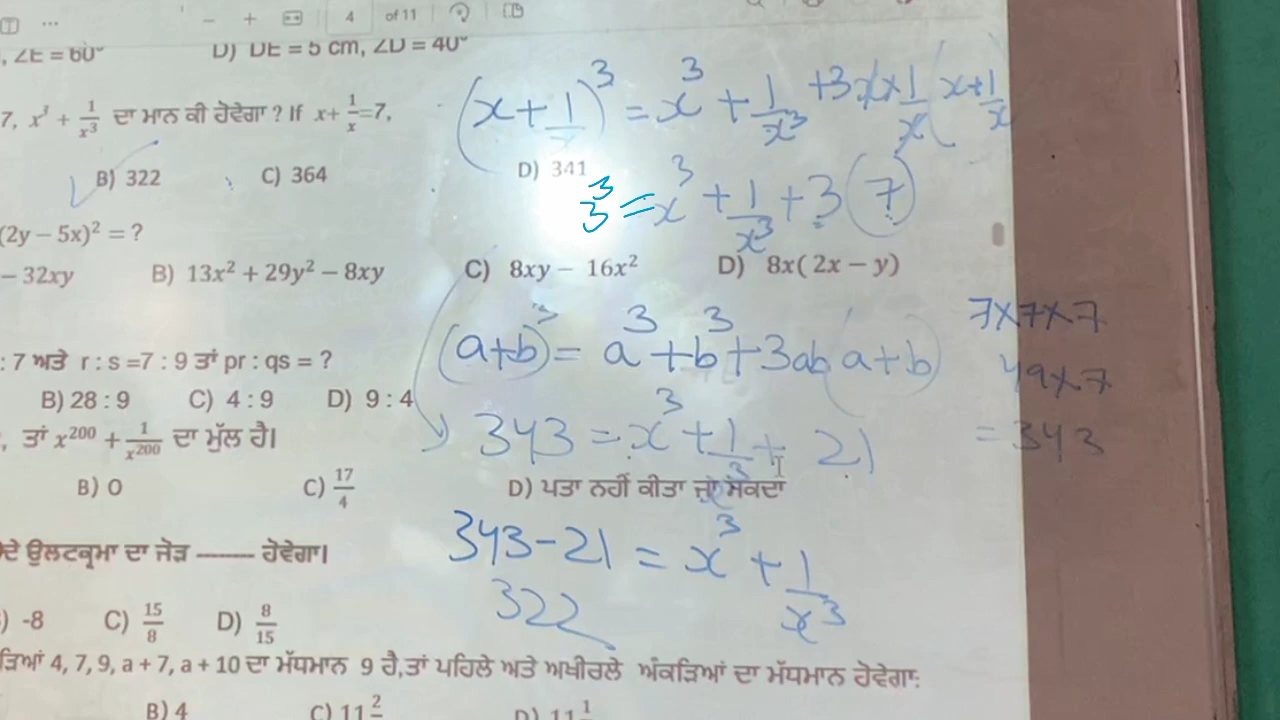 4 of 11
, ∠E = 60° D) DE = 5 cm, ∠D = 40°
7, x³ + 1/x³ ਦਾ ਮਾਨ ਕੀ ਹੋਵੇਗਾ ? If x+ 1/x=7,
B) 322 C) 364 D) 341
(x+1/x)³ = x³ + 1/x³ +3x×1/x(x+1/x)
3³ = x³ + 1/x³ + 3(7)
(2y – 5x)² = ?
– 32xy B) 13x² + 29y² – 8xy C) 8xy – 16x² D) 8x( 2x – y)
(a+b)³ = a³+b³+3ab(a+b)
7×7×7
49×7
= 343
: 7 ਅਤੇ r : s =7 : 9 ਤਾਂ pr : qs = ?
B) 28 : 9 C) 4 : 9 D) 9 : 4
343 = x³ + 1/x³ + 21
, ਤਾਂ x²⁰⁰ + 1/x²⁰⁰ ਦਾ ਮੁੱਲ ਹੈ।
B) 0 C) 17/4 D) ਪਤਾ ਨਹੀਂ ਕੀਤਾ ਜਾ ਸਕਦਾ
343-21 = x³ + 1/x³
322
ਦੇ ਉਲਟਕ੍ਰਮਾ ਦਾ ਜੋੜ -------- ਹੋਵੇਗਾ।
) -8 C) 15/8 D) 8/15
4, 7, 9, a + 7, a + 10 ਦਾ ਮੱਧਮਾਨ 9 ਹੈ,ਤਾਂ ਪਹਿਲੇ ਅਤੇ ਅਖੀਰਲੇ ਅੰਕੜਿਆਂ ਦਾ ਮੱਧਮਾਨ ਹੋਵੇਗਾ:
B) 4